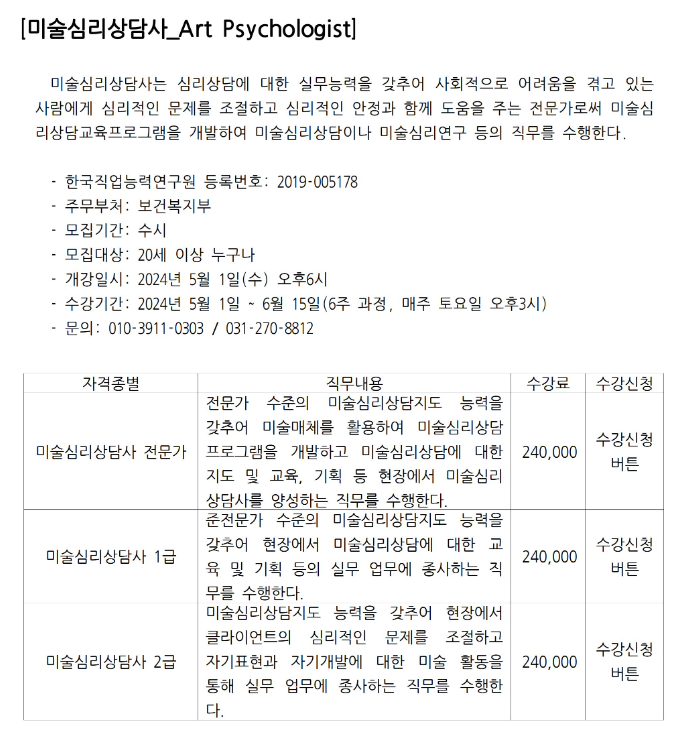 [미술심리상담사_Art Psychologist]
미술심리상담사는 심리상담에 대한 실무능력을 갖추어 사회적으로 어려움을 겪고 있는
사람에게 심리적인 문제를 조절하고 심리적인 안정과 함께 도움을 주는 전문가로써 미술심
리상담교육프로그램을 개발하여 미술심리상담이나 미술심리연구 등의 직무를 수행한다.
- 한국직업능력연구원 등록번호: 2019-005178
- 주무부처: 보건복지부
- 모집기간: 수시
- 모집대상: 20세 이상 누구나
- 개강일시: 2024년 5월 1일(수) 오후6시
- 수강기간: 2024년 5월 1일 ~ 6월 15일(6주 과정, 매주 토요일 오후3시)
- 문의: 010-3911-0303 / 031-270-8812
자격종별 직무내용 수강료 수강신청
전문가 수준의 미술심리상담지도 능력을
갖추어 미술매체를 활용하여 미술심리상담
미술심리상담사 전문가 프로그램을 개발하고 미술심리상담에 대한 240,000 수강신청
지도 및 교육, 기획 등 현장에서 미술심리 버튼
상담사를 양성하는 직무를 수행한다.
준전문가 수준의 미술심리상담지도 능력을
갖추어 현장에서 미술심리상담에 대한 교
미술심리상담사 1급 육 및 기획 등의 실무 업무에 종사하는 직 240,000 수강신청
무를 수행한다. 버튼
미술심리상담지도 능력을 갖추어 현장에서
클라이언트의 심리적인 문제를 조절하고
미술심리상담사 2급 자기표현과 자기개발에 대한 미술 활동을 240,000 수강신청
통해 실무 업무에 종사하는 직무를 수행한 버튼
다.